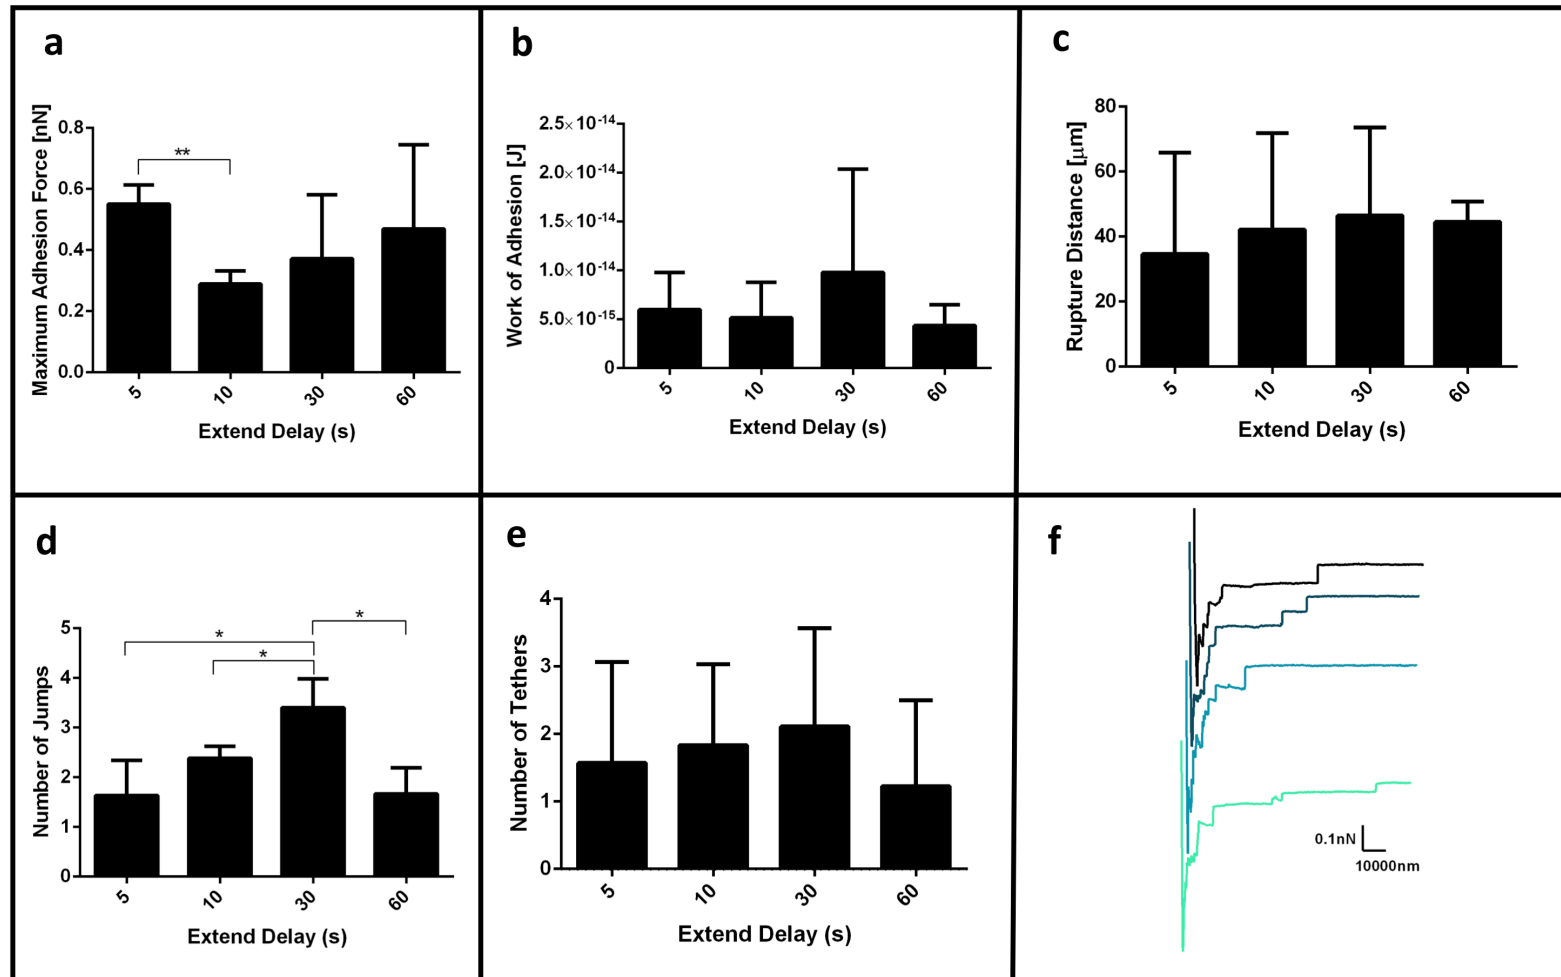 a
Maximum Adhesion Force [nN]
0.8
0.6
0.4
0.2
0.0
**
5
10
30
60
Extend Delay (s)
b
Work of Adhesion [J]
2.5×10-14
2.0×10-14
1.5×10-14
1.0×10-14
5.0×10-15
0
5
10
30
60
Extend Delay (s)
c
Rupture Distance [μm]
80
60
40
20
0
5
10
30
60
Extend Delay (s)
d
Number of Jumps
5
4
3
2
1
0
*
*
*
5
10
30
60
Extend Delay (s)
e
Number of Tethers
4
3
2
1
0
5
10
30
60
Extend Delay (s)
f
0.1nN
10000nm